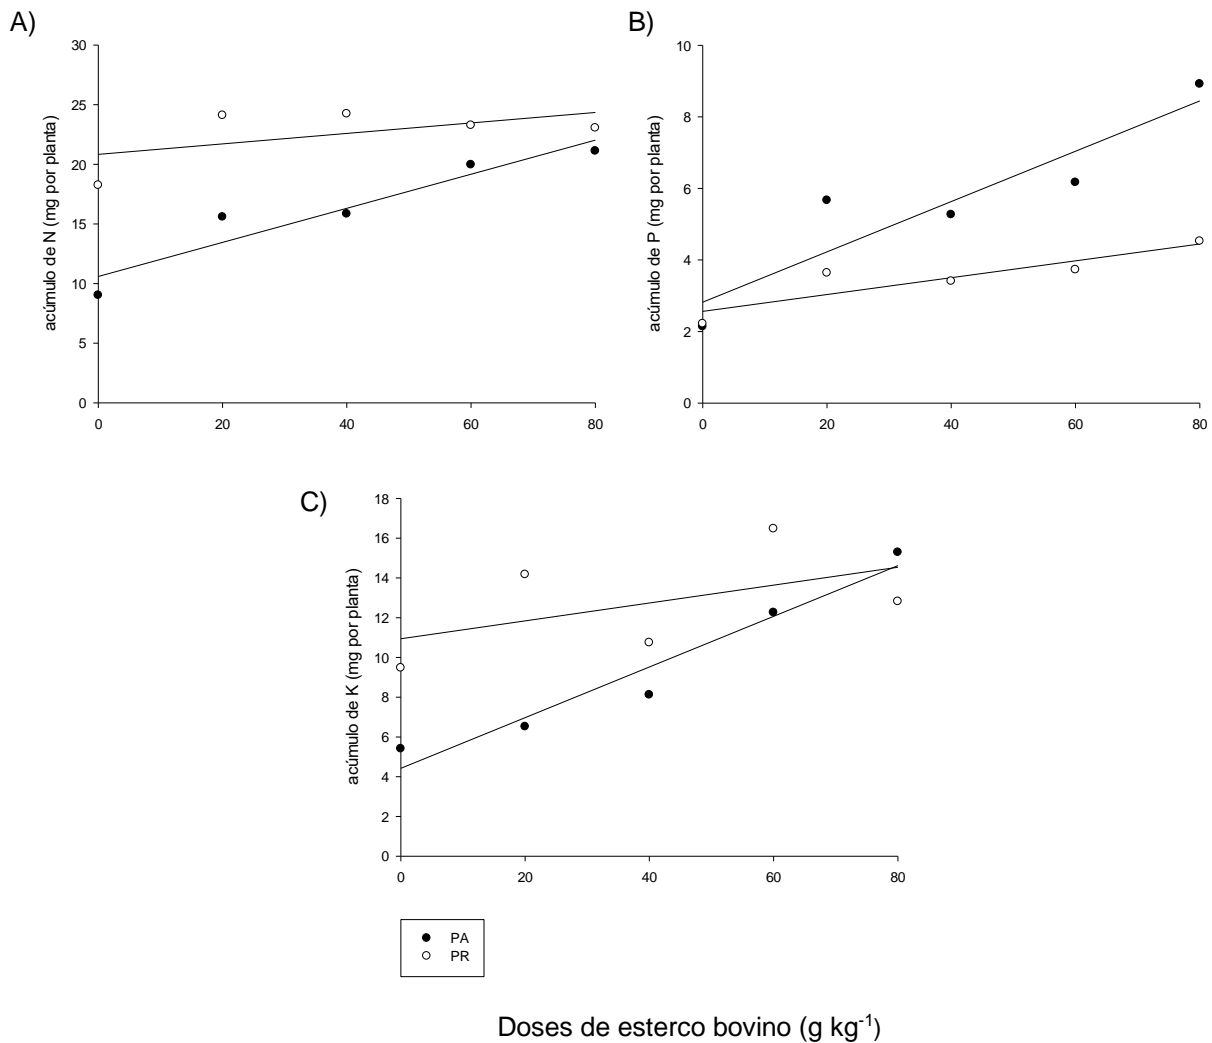 A)
acúmulo de N (mg por planta)
30
25
20
15
10
5
0
0 20 40 60 80
B)
acúmulo de P (mg por planta)
10
8
6
4
2
0
0 20 40 60 80
C)
acúmulo de K (mg por planta)
18
16
14
12
10
8
6
4
2
0
0 20 40 60 80
PA
PR
Doses de esterco bovino (g kg⁻¹)